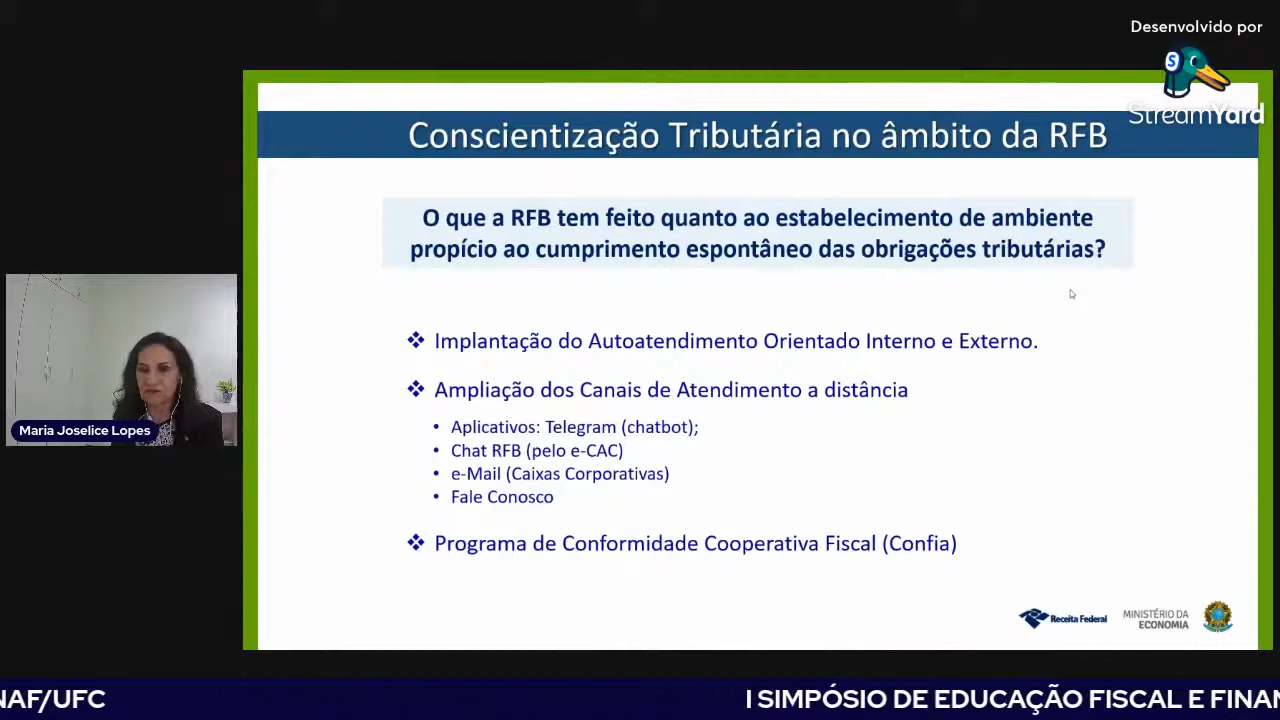 Desenvolvido por
StreamYard
Conscientização Tributária no âmbito da RFB
O que a RFB tem feito quanto ao estabelecimento de ambiente
propício ao cumprimento espontâneo das obrigações tributárias?
❖ Implantação do Autoatendimento Orientado Interno e Externo.
❖ Ampliação dos Canais de Atendimento a distância
• Aplicativos: Telegram (chatbot);
• Chat RFB (pelo e-CAC)
• e-Mail (Caixas Corporativas)
• Fale Conosco
❖ Programa de Conformidade Cooperativa Fiscal (Confia)
Maria Joselice Lopes
Receita Federal
MINISTÉRIO DA
ECONOMIA
NAF/UFC
I SIMPÓSIO DE EDUCAÇÃO FISCAL E FINAN